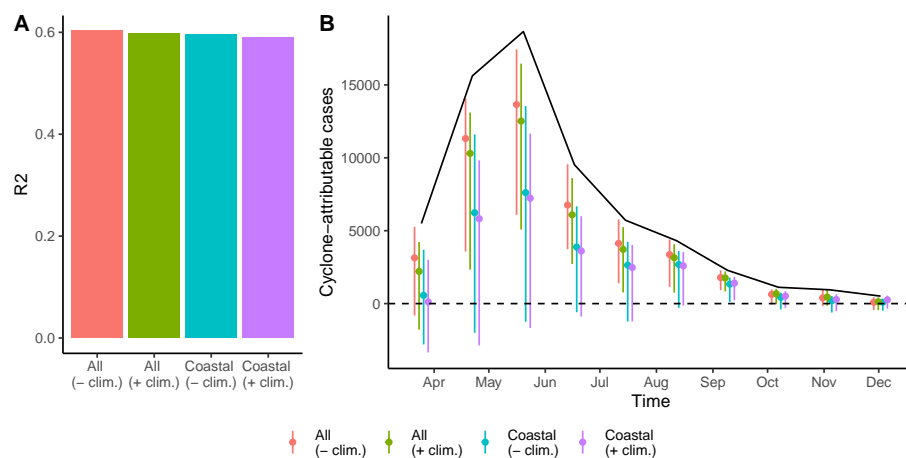 A
R2
0.6
0.4
0.2
0.0
All
(− clim.)
All
(+ clim.)
Coastal
(− clim.)
Coastal
(+ clim.)
B
Cyclone−attributable cases
15000
10000
5000
0
Apr May Jun Jul Aug Sep Oct Nov Dec
Time
All
(− clim.)
All
(+ clim.)
Coastal
(− clim.)
Coastal
(+ clim.)